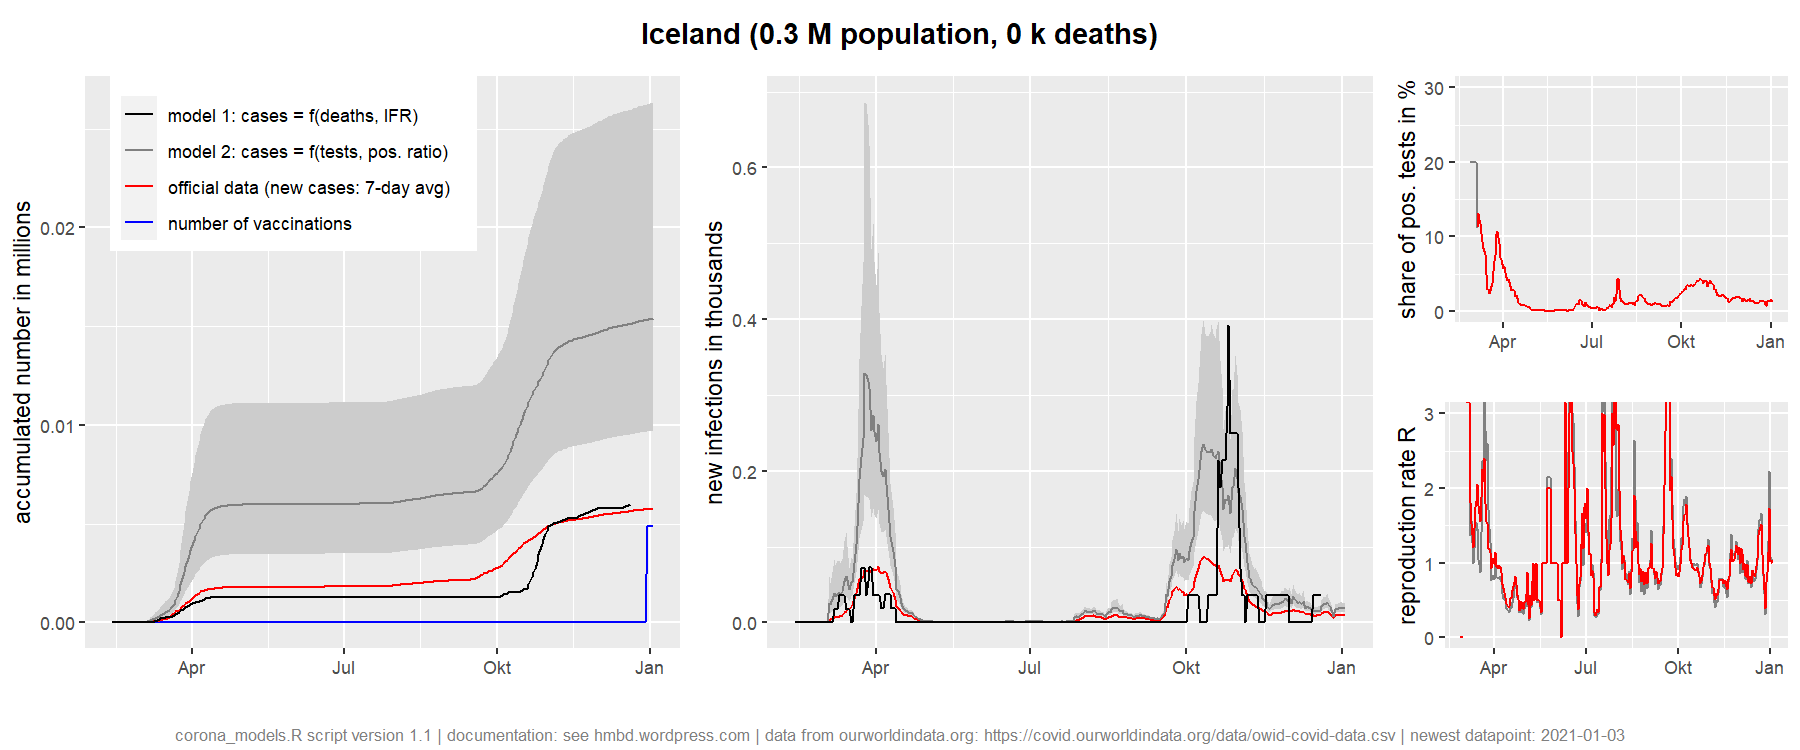 Iceland (0.3 M population, 0 k deaths)
accumulated number in millions
0.02
0.01
0.00
Apr
Jul
Okt
Jan
model 1: cases = f(deaths, IFR)
model 2: cases = f(tests, pos. ratio)
official data (new cases: 7-day avg)
number of vaccinations
new infections in thousands
0.6
0.4
0.2
0.0
Apr
Jul
Okt
Jan
share of pos. tests in %
30
20
10
0
Apr
Jul
Okt
Jan
reproduction rate R
3
2
1
0
Apr
Jul
Okt
Jan
corona_models.R script version 1.1 | documentation: see hmbd.wordpress.com | data from ourworldindata.org: https://covid.ourworldindata.org/data/owid-covid-data.csv | newest datapoint: 2021-01-03